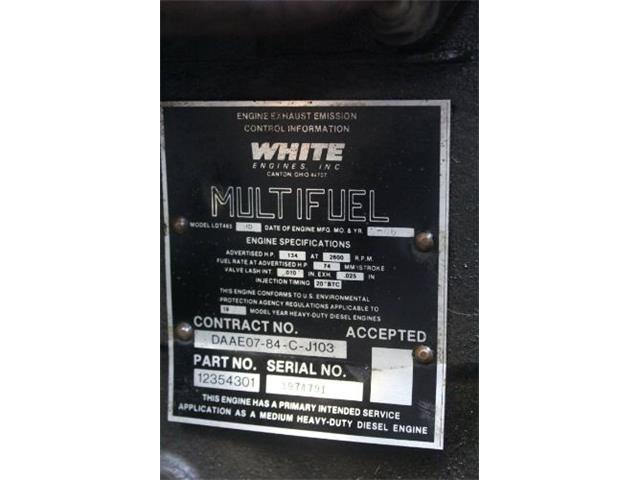 ENGINE EXHAUST EMISSION
CONTROL INFORMATION
WHITE
ENGINES, INC
CANTON, OHIO 44707
MULTIFUEL
MODEL LDT465 1D DATE OF ENGINE MFG. MO. & YR. -86
ENGINE SPECIFICATIONS
ADVERTISED H.P. 134 AT 2600 R.P.M.
FUEL RATE AT ADVERTISED H.P. 74 MM³/STROKE
VALVE LASH INT. .010 IN. EXH. .025 IN
INJECTION TIMING 20°BTC
THIS ENGINE CONFORMS TO U.S. ENVIRONMENTAL
PROTECTION AGENCY REGULATIONS APPLICABLE TO
19 MODEL YEAR HEAVY-DUTY DIESEL ENGINES
CONTRACT NO. ACCEPTED
DAAE07-84-C-J103
PART NO. SERIAL NO.
12354301
THIS ENGINE HAS A PRIMARY INTENDED SERVICE
APPLICATION AS A MEDIUM HEAVY-DUTY DIESEL ENGINE